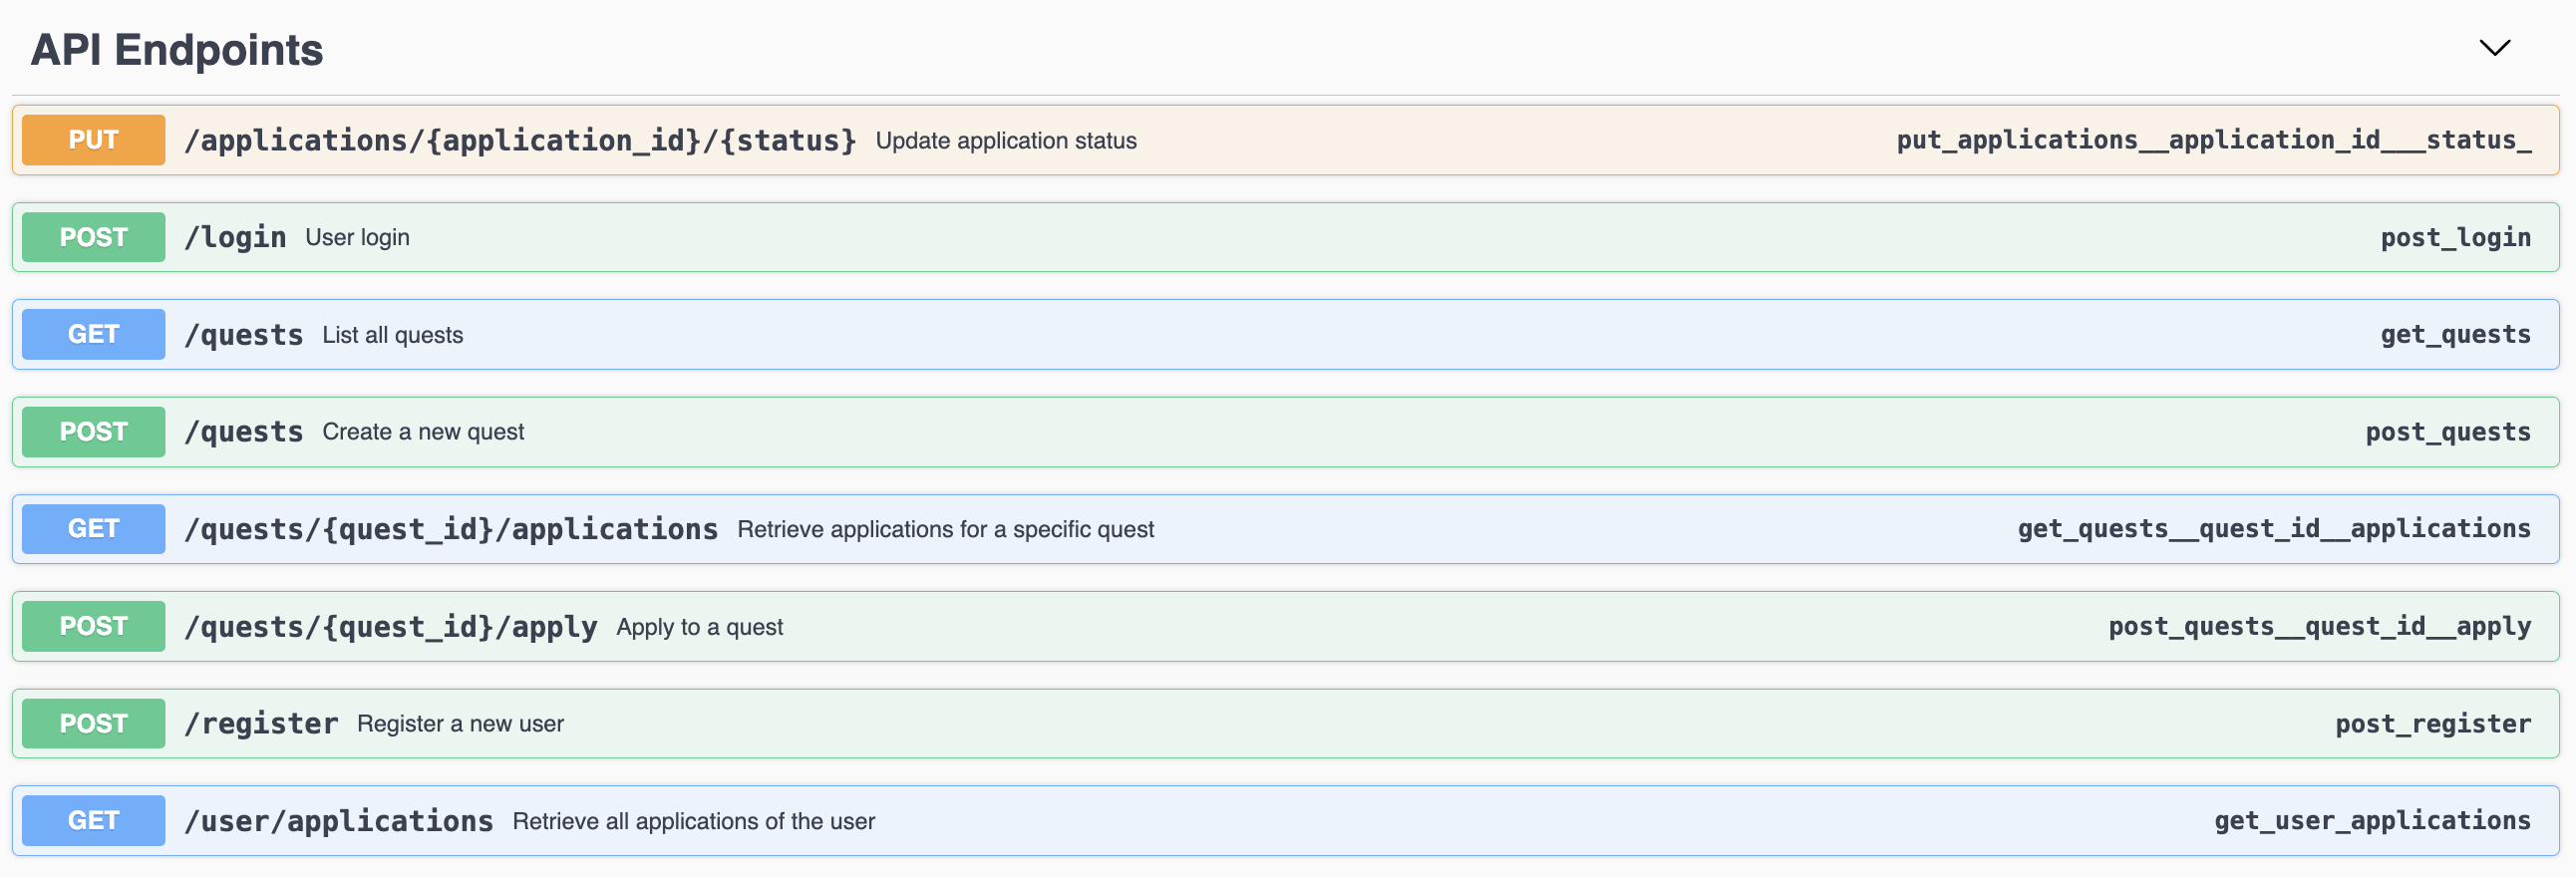 API Endpoints
PUT /applications/{application_id}/{status} Update application status put_applications__application_id___status_
POST /login User login post_login
GET /quests List all quests get_quests
POST /quests Create a new quest post_quests
GET /quests/{quest_id}/applications Retrieve applications for a specific quest get_quests__quest_id__applications
POST /quests/{quest_id}/apply Apply to a quest post_quests__quest_id__apply
POST /register Register a new user post_register
GET /user/applications Retrieve all applications of the user get_user_applications